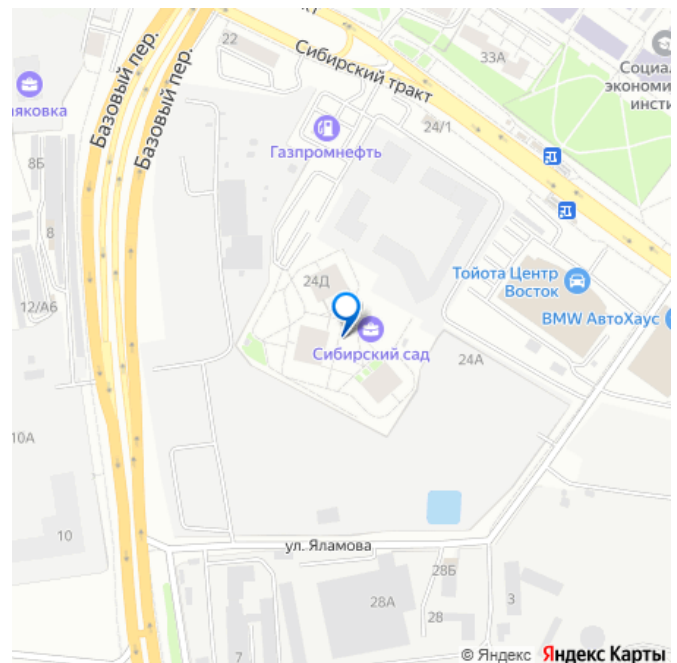 22
Сибирский тракт
33А
Социал
экономи
инсти
Базовый пер.
Базовый пер.
аяковка
Газпромнефть
24/1
8Б
8
Тойота Центр
Восток
24Д
12/А6
BMW АвтоХаус
Сибирский сад
24А
10А
10
ул. Яламова
28Б
28А
28
3
7
© Яндекс Яндекс Карты